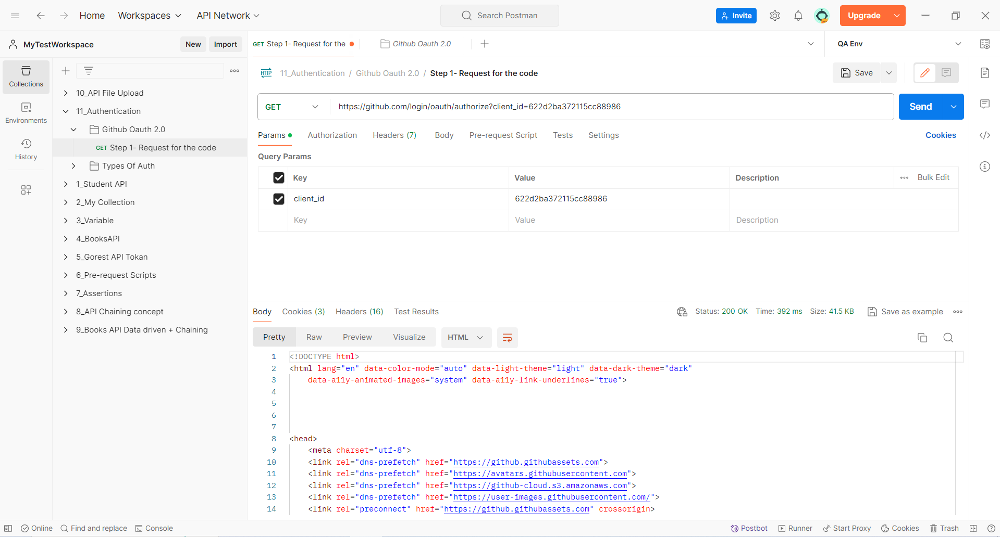 Home Workspaces API Network Search Postman Invite Upgrade
MyTestWorkspace New Import GET Step 1- Request for the Github Oauth 2.0 QA Env
Collections
Environments
History
10_API File Upload
11_Authentication
Github Oauth 2.0
GET Step 1- Request for the code
Types Of Auth
1_Student API
2_My Collection
3_Variable
4_BooksAPI
5_Gorest API Tokan
6_Pre-request Scripts
7_Assertions
8_API Chaining concept
9_Books API Data driven + Chaining
HTTP 11_Authentication / Github Oauth 2.0 / Step 1- Request for the code Save
GET https://github.com/login/oauth/authorize?client_id=622d2ba372115cc88986 Send
Params Authorization Headers (7) Body Pre-request Script Tests Settings Cookies
Query Params
Key Value Description Bulk Edit
client_id 622d2ba372115cc88986
Key Value Description
Body Cookies (3) Headers (16) Test Results Status: 200 OK Time: 392 ms Size: 41.5 KB Save as example
Pretty Raw Preview Visualize HTML
1 <!DOCTYPE html>
2 <html lang="en" data-color-mode="auto" data-light-theme="light" data-dark-theme="dark"
3 data-a11y-animated-images="system" data-a11y-link-underlines="true">
4
5
6
7
8 <head>
9 <meta charset="utf-8">
10 <link rel="dns-prefetch" href="https://github.githubassets.com">
11 <link rel="dns-prefetch" href="https://avatars.githubusercontent.com">
12 <link rel="dns-prefetch" href="https://github-cloud.s3.amazonaws.com">
13 <link rel="dns-prefetch" href="https://user-images.githubusercontent.com/">
14 <link rel="preconnect" href="https://github.githubassets.com" crossorigin>
Online Find and replace Console Postbot Runner Start Proxy Cookies Trash